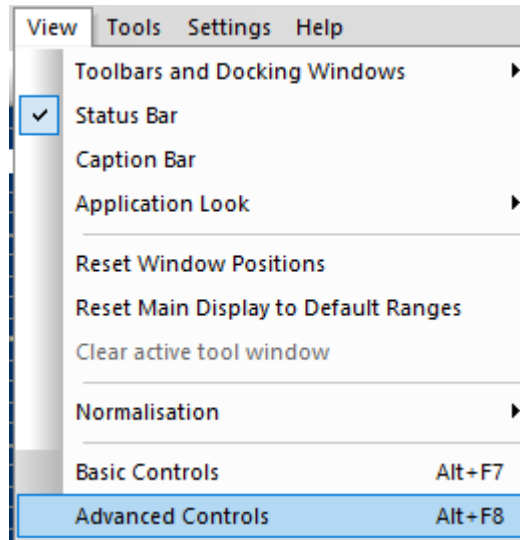 View Tools Settings Help
Toolbars and Docking Windows
Status Bar
Caption Bar
Application Look
Reset Window Positions
Reset Main Display to Default Ranges
Clear active tool window
Normalisation
Basic Controls Alt+F7
Advanced Controls Alt+F8